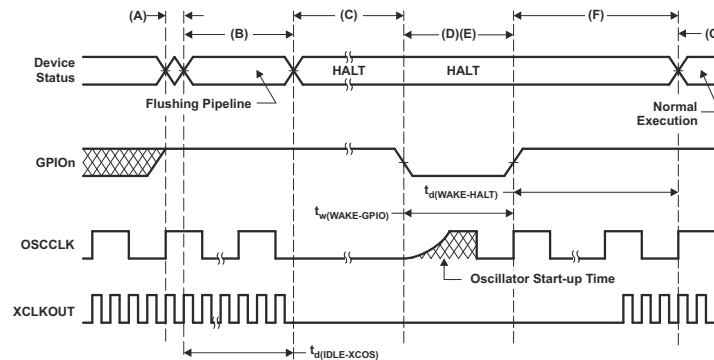 (A)
(B)
(C)
(D)(E)
(F)
Device
Status
HALT
HALT
Flushing Pipeline
Normal
Execution
GPIOn
td(WAKE-HALT)
tw(WAKE-GPIO)
OSCCLK
Oscillator Start-up Time
XCLKOUT
td(IDLE-XCOS)